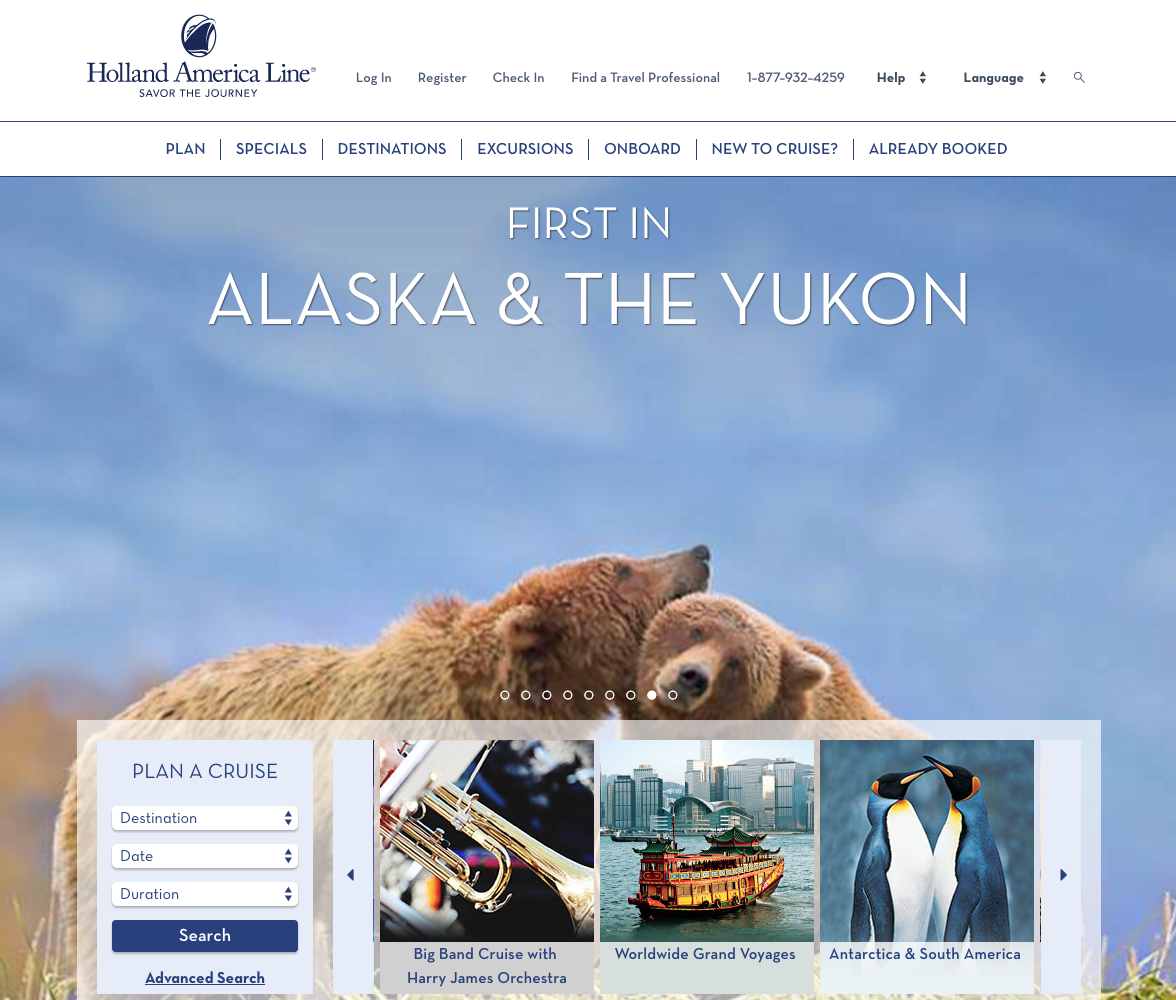 Holland America Line®
SAVOR THE JOURNEY
Log In
Register
Check In
Find a Travel Professional
1-877-932-4259
Help
Language
PLAN
SPECIALS
DESTINATIONS
EXCURSIONS
ONBOARD
NEW TO CRUISE?
ALREADY BOOKED
FIRST IN
ALASKA & THE YUKON
PLAN A CRUISE
Destination
Date
Duration
Search
Advanced Search
Big Band Cruise with
Harry James Orchestra
Worldwide Grand Voyages
Antarctica & South America